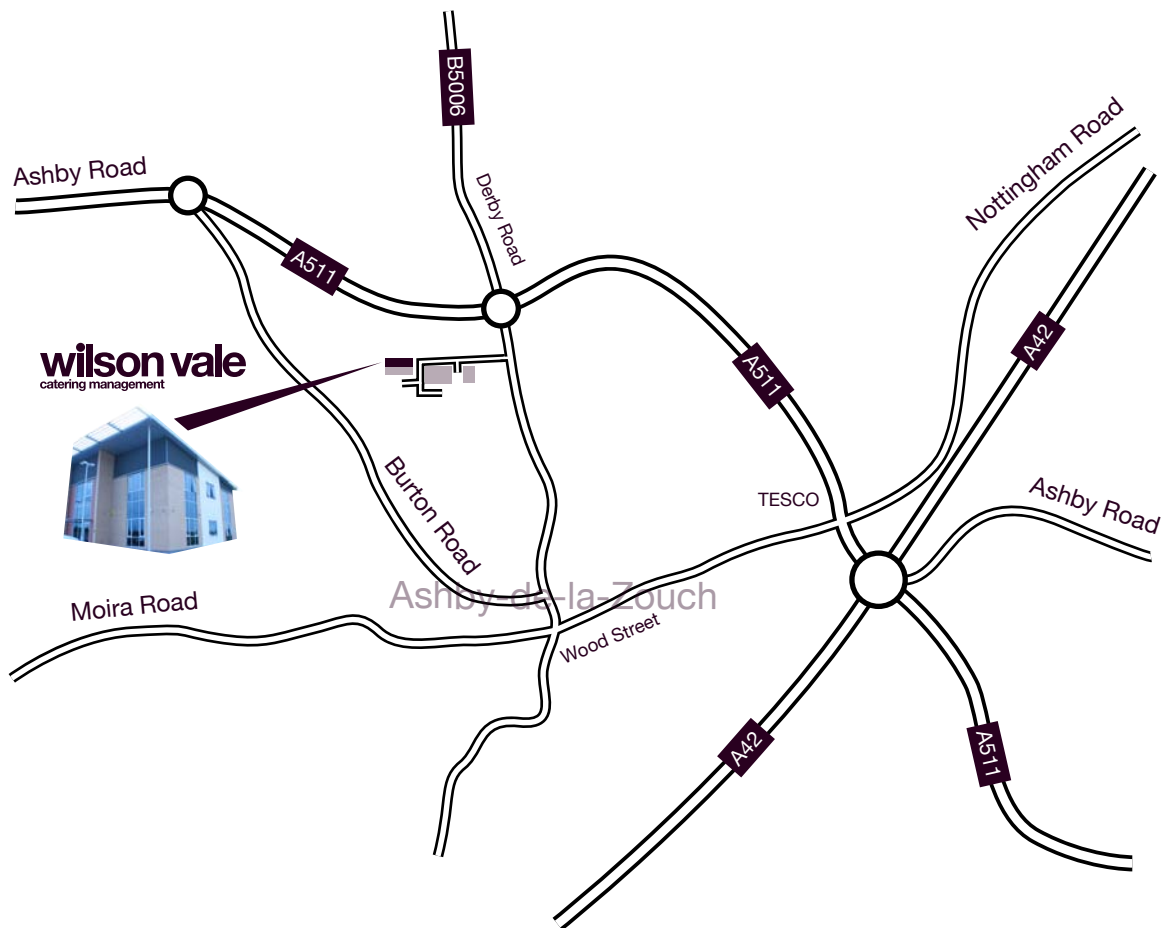 B5006
Nottingham Road
Ashby Road
Derby Road
A511
A42
wilson vale
catering management
A511
Burton Road
TESCO
Ashby Road
Ashby-de-la-Zouch
Moira Road
Wood Street
A42
A511